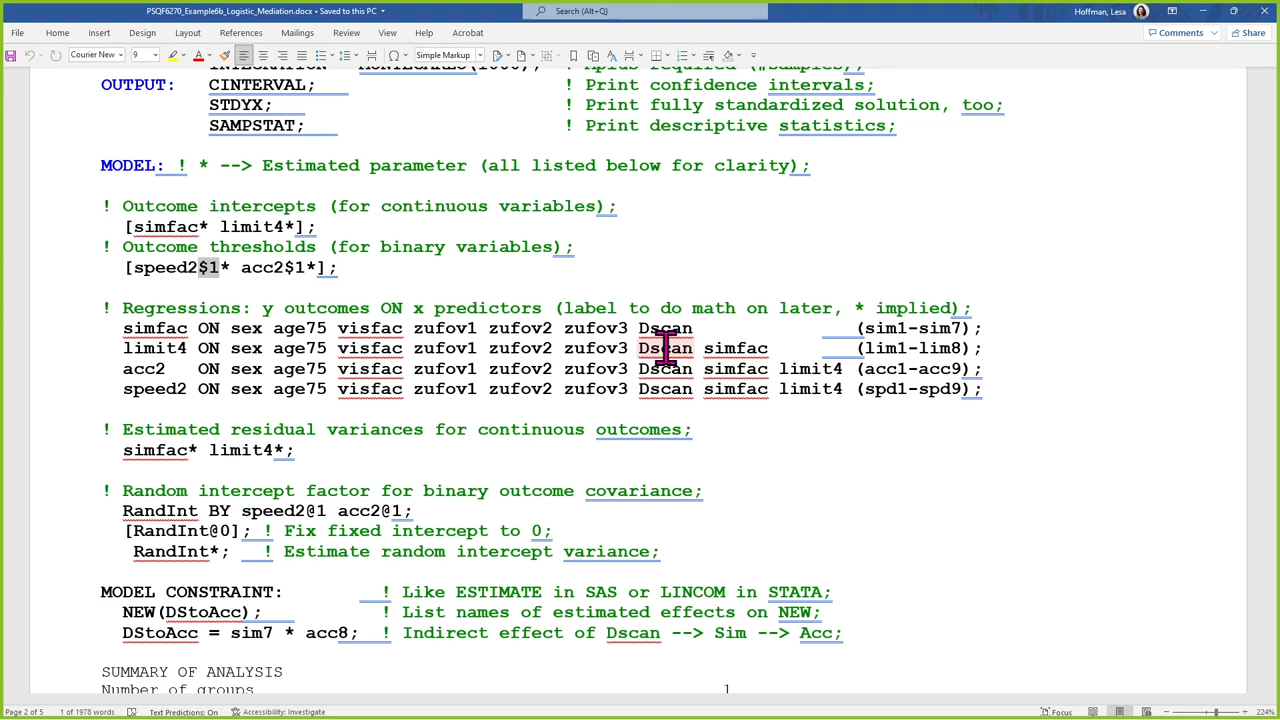 PSQF6270_Example6b_Logistic_Mediation.docx • Saved to this PC
Search (Alt+Q)
Hoffman, Lesa
File Home Insert Design Layout References Mailings Review View Help Acrobat
Comments Share
Courier New 9 Simple Markup
OUTPUT: CINTERVAL; ! Print confidence intervals;
STDYX; ! Print fully standardized solution, too;
SAMPSTAT; ! Print descriptive statistics;
MODEL: ! * --> Estimated parameter (all listed below for clarity);
! Outcome intercepts (for continuous variables);
[simfac* limit4*];
! Outcome thresholds (for binary variables);
[speed2$1* acc2$1*];
! Regressions: y outcomes ON x predictors (label to do math on later, * implied);
simfac ON sex age75 visfac zufov1 zufov2 zufov3 Dscan (sim1-sim7);
limit4 ON sex age75 visfac zufov1 zufov2 zufov3 Dscan simfac (lim1-lim8);
acc2 ON sex age75 visfac zufov1 zufov2 zufov3 Dscan simfac limit4 (acc1-acc9);
speed2 ON sex age75 visfac zufov1 zufov2 zufov3 Dscan simfac limit4 (spd1-spd9);
! Estimated residual variances for continuous outcomes;
simfac* limit4*;
! Random intercept factor for binary outcome covariance;
RandInt BY speed2@1 acc2@1;
[RandInt@0]; ! Fix fixed intercept to 0;
RandInt*; ! Estimate random intercept variance;
MODEL CONSTRAINT: ! Like ESTIMATE in SAS or LINCOM in STATA;
NEW(DStoAcc); ! List names of estimated effects on NEW;
DStoAcc = sim7 * acc8; ! Indirect effect of Dscan --> Sim --> Acc;
SUMMARY OF ANALYSIS
Number of groups 1
Page 2 of 5 1 of 1978 words Text Predictions: On Accessibility: Investigate Focus 224%